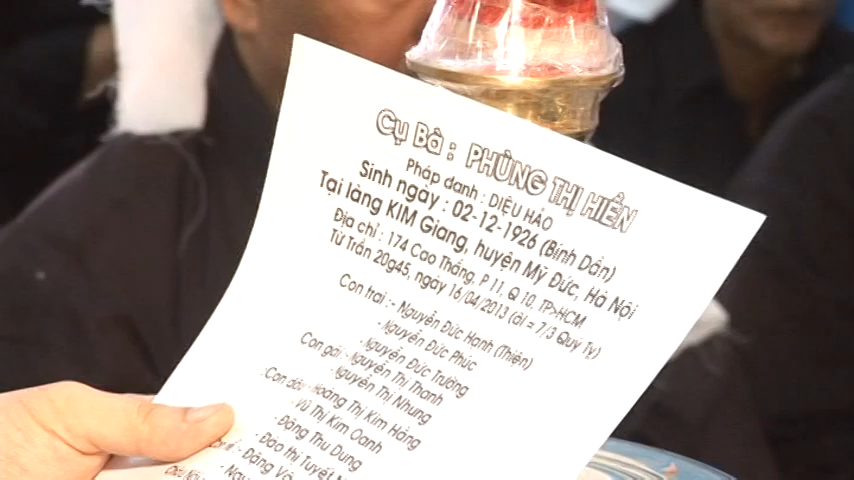 Cụ Bà : PHÙNG THỊ HIỀN
Pháp danh : DIỆU HẢO
Sinh ngày : 02-12-1926 (Bính Dần)
Tại làng KIM Giang, huyện Mỹ Đức, Hà Nội
Địa chỉ : 174 Cao Thắng, P 11, Q 10, TP>HCM
Từ Trần 20g45, ngày 16/04/2013 (âl = 7/3 Quý Tỵ)
Con trai : - Nguyễn Đức Hạnh (Thiện)
- Nguyễn Đức Phúc
- Nguyễn Đức Trường
Con gái :- Nguyễn Thị Thanh
- Nguyễn Thị Nhung
Con dâu- Hoàng Thị Kim Hằng
- Vũ Thị Kim Oanh
- Đặng Thu Dung
- Đào thị Tuyết
- Đặng